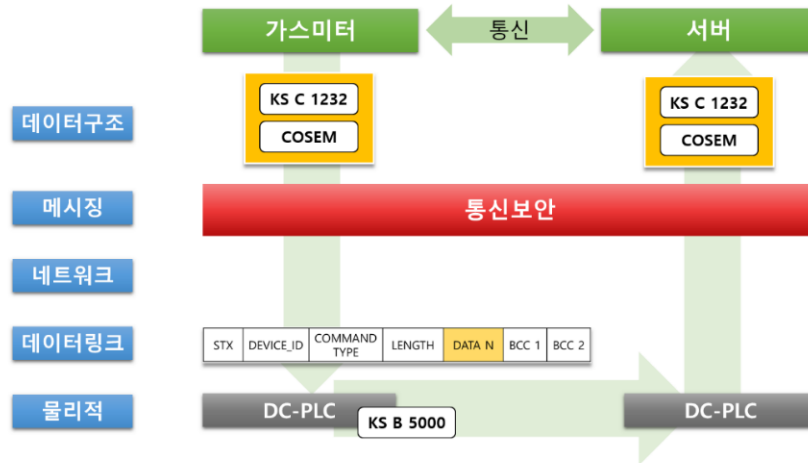 가스미터
통신
서버
데이터구조
KS C 1232
COSEM
KS C 1232
COSEM
메시징
통신보안
네트워크
데이터링크
STX DEVICE_ID COMMAND TYPE LENGTH DATA N BCC 1 BCC 2
물리적
DC-PLC
KS B 5000
DC-PLC